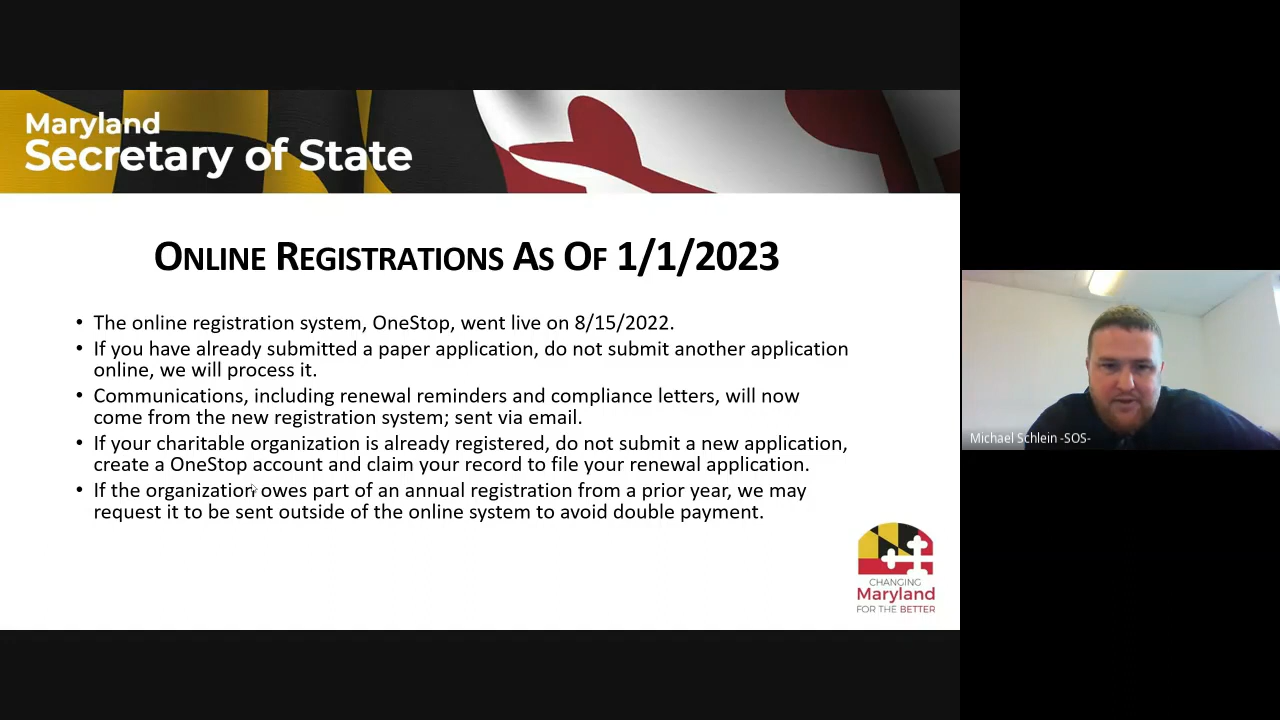 Maryland
Secretary of State
ONLINE REGISTRATIONS AS OF 1/1/2023
• The online registration system, OneStop, went live on 8/15/2022.
• If you have already submitted a paper application, do not submit another application
online, we will process it.
• Communications, including renewal reminders and compliance letters, will now
come from the new registration system; sent via email.
• If your charitable organization is already registered, do not submit a new application,
create a OneStop account and claim your record to file your renewal application.
• If the organization owes part of an annual registration from a prior year, we may
request it to be sent outside of the online system to avoid double payment.
CHANGING
Maryland
FOR THE BETTER
Michael Schlein -SOS-